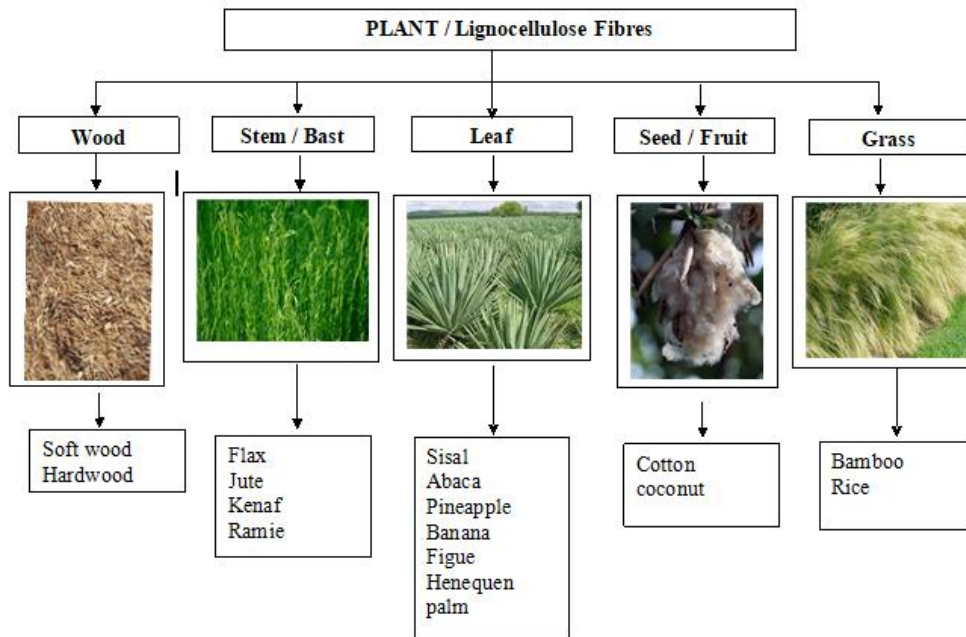 PLANT / Lignocellulose Fibres
Wood
Stem / Bast
Leaf
Seed / Fruit
Grass
Soft wood
Hardwood
Flax
Jute
Kenaf
Ramie
Sisal
Abaca
Pineapple
Banana
Figue
Henequen
palm
Cotton
coconut
Bamboo
Rice